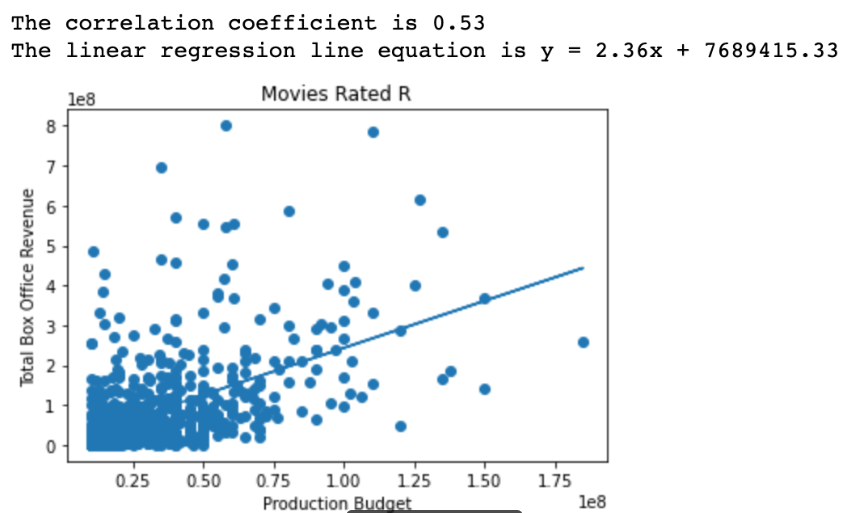 The correlation coefficient is 0.53
The linear regression line equation is y = 2.36x + 7689415.33
Movies Rated R
1e8
8
7
6
5
4
3
2
1
0
Total Box Office Revenue
0.25 0.50 0.75 1.00 1.25 1.50 1.75
Production Budget
1e8